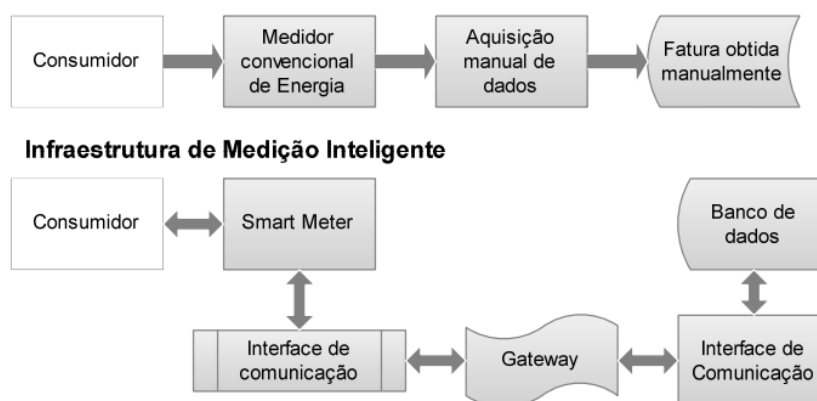 Consumidor
Medidor
convencional
de Energia
Aquisição
manual de
dados
Fatura obtida
manualmente
Infraestrutura de Medição Inteligente
Consumidor
Smart Meter
Banco de
dados
Interface de
comunicação
Gateway
Interface de
Comunicação